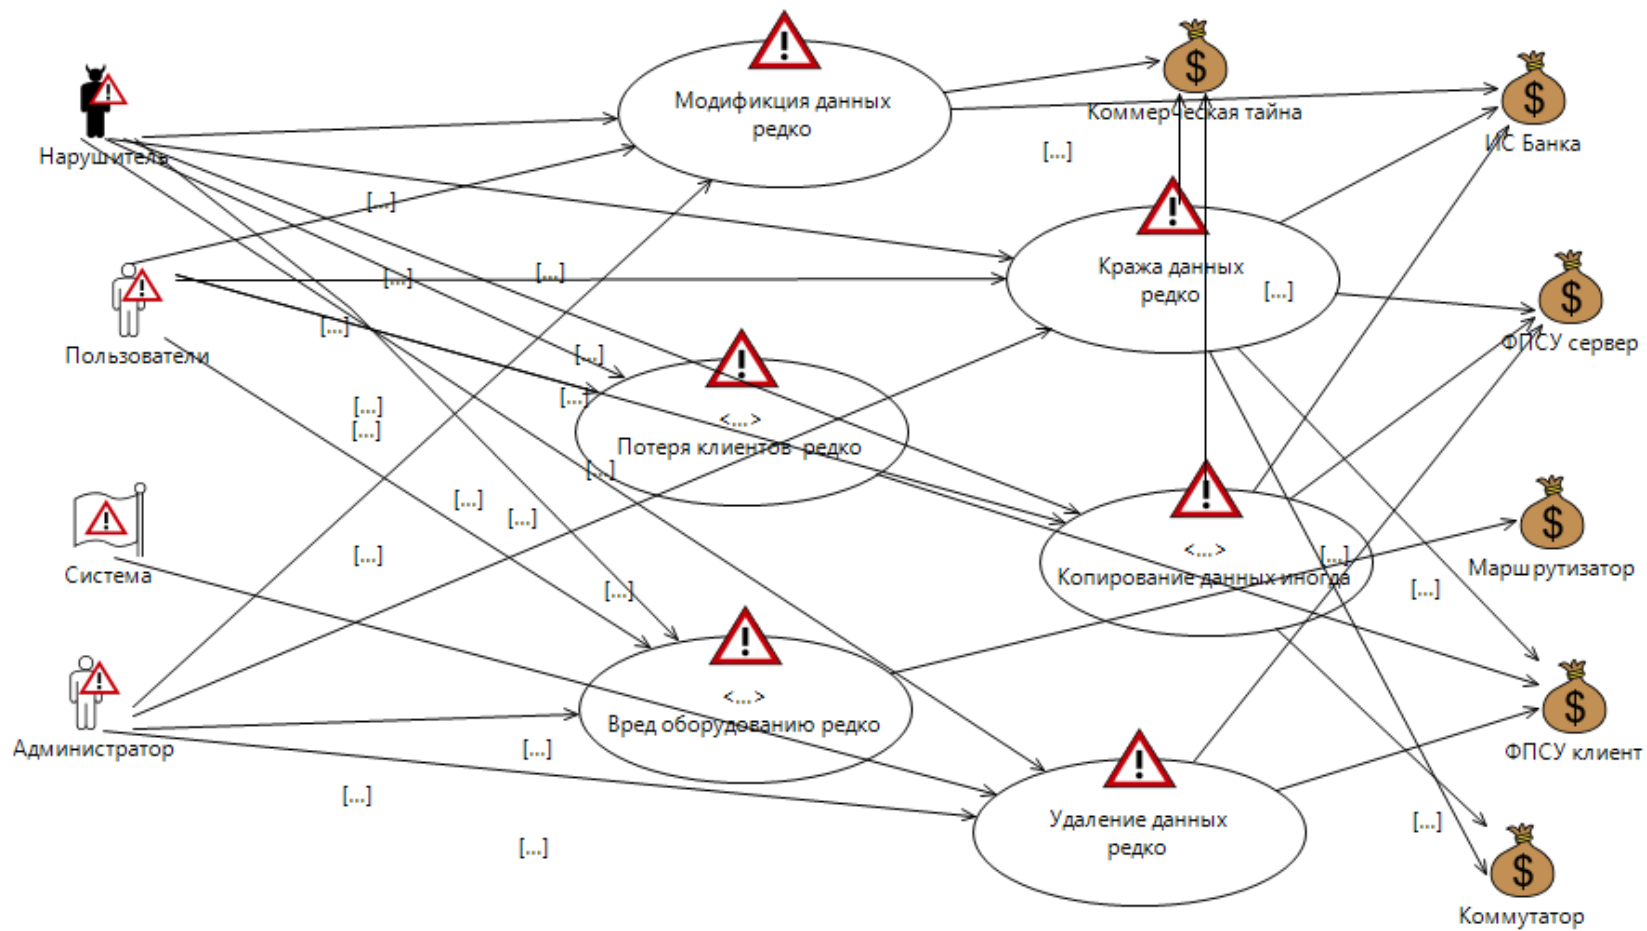 Модификция данных
редко
Коммерческая тайна
[...]
ИС Банка
Нарушитель
[...]
Кража данных
редко
[...]
[...]
[...]
[...]
ФПСУ сервер
Пользователи
[...]
[...]
[...]
[...]
<...>
Потеря клиентов редко
[...]
[...]
[...]
[...]
<...>
Копирование данных иногда
[...]
Маршрутизатор
Система
[...]
[...]
<...>
Вред оборудованию редко
Администратор
[...]
ФПСУ клиент
[...]
Удаление данных
редко
[...]
[...]
Коммутатор